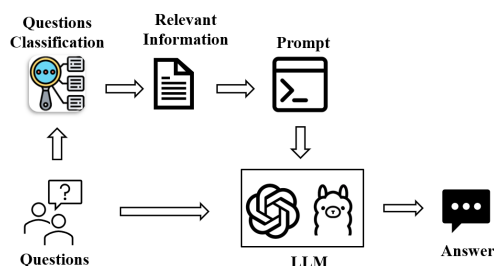 Questions
Classification
Relevant
Information
Prompt
?
Questions
LLM
Answer